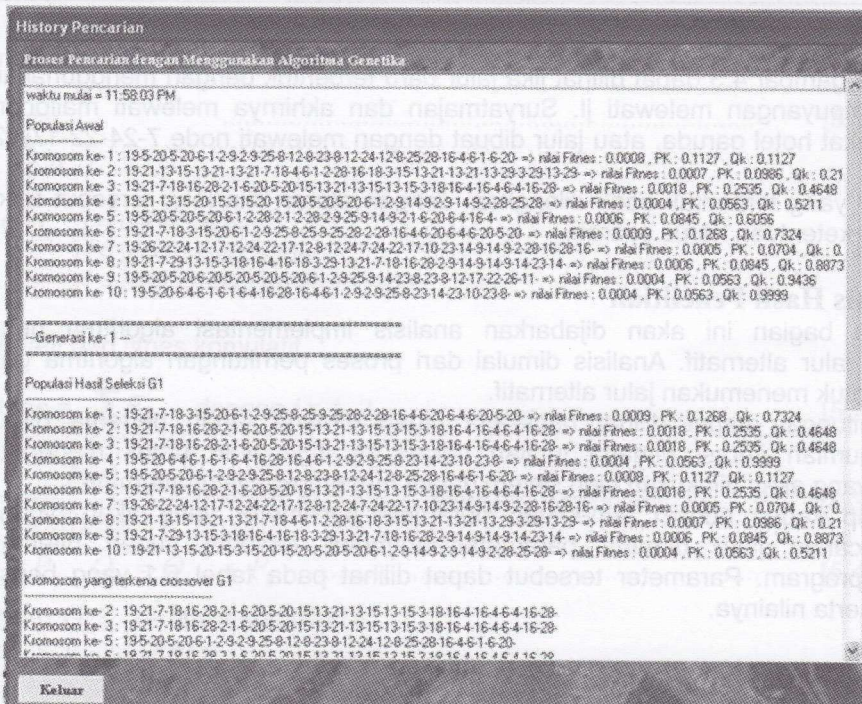 History Pencarian
Proses Pencarian dengan Menggunakan Algoritma Genetika
waktu mulai = 11:58:03 PM
Populasi Awal
Kromosom ke- 1 : 19-5-20-5-20-6-1-2-9-2-9-25-8-12-8-23-8-12-24-12-8-25-28-16-4-6-1-6-20- => nilai Fitnes : 0.0008 , PK : 0.1127 , Qk : 0.1127
Kromosom ke- 2 : 19-21-13-15-13-21-13-21-7-18-4-6-1-2-28-16-18-3-15-13-21-13-21-13-29-3-29-13-29- => nilai Fitnes : 0.0007 , PK : 0.0986 , Qk : 0.21
Kromosom ke- 3 : 19-21-7-18-16-28-2-1-6-20-5-20-15-13-21-13-15-13-15-3-18-16-4-16-4-6-4-16-28- => nilai Fitnes : 0.0018 , PK : 0.2535 , Qk : 0.4648
Kromosom ke- 4 : 19-21-13-15-20-15-3-15-20-15-20-5-20-5-20-6-1-2-9-14-9-2-9-14-9-2-28-25-28- => nilai Fitnes : 0.0004 , PK : 0.0563 , Qk : 0.5211
Kromosom ke- 5 : 19-5-20-5-20-5-20-6-1-2-28-2-1-2-28-2-9-25-9-14-9-2-1-6-20-6-4-16-4- => nilai Fitnes : 0.0006 , PK : 0.0845 , Qk : 0.6056
Kromosom ke- 6 : 19-21-7-18-3-15-20-6-1-2-9-25-8-25-9-25-28-2-28-16-4-6-20-6-4-6-20-5-20- => nilai Fitnes : 0.0009 , PK : 0.1268 , Qk : 0.7324
Kromosom ke- 7 : 19-26-22-24-12-17-12-24-22-17-12-8-12-24-7-24-22-17-10-23-14-9-14-9-2-28-16-28-16- => nilai Fitnes : 0.0005 , PK : 0.0704 , Qk : 0.
Kromosom ke- 8 : 19-21-7-29-13-15-3-18-16-4-16-18-3-29-13-21-7-18-16-28-2-9-14-9-14-9-14-23-14- => nilai Fitnes : 0.0006 , PK : 0.0845 , Qk : 0.8873
Kromosom ke- 9 : 19-5-20-5-20-6-20-5-20-5-20-5-20-6-1-2-9-25-9-14-23-8-23-8-12-17-22-26-11- => nilai Fitnes : 0.0004 , PK : 0.0563 , Qk : 0.9436
Kromosom ke- 10 : 19-5-20-6-4-6-1-6-1-6-4-16-28-16-4-6-1-2-9-2-9-25-8-23-14-23-10-23-8- => nilai Fitnes : 0.0004 , PK : 0.0563 , Qk : 0.9999
--Generasi ke- 1 --
Populasi Hasil Seleksi G1
Kromosom ke- 1 : 19-21-7-18-3-15-20-6-1-2-9-25-8-25-9-25-28-2-28-16-4-6-20-6-4-6-20-5-20- => nilai Fitnes : 0.0009 , PK : 0.1268 , Qk : 0.7324
Kromosom ke- 2 : 19-21-7-18-16-28-2-1-6-20-5-20-15-13-21-13-15-13-15-3-18-16-4-16-4-6-4-16-28- => nilai Fitnes : 0.0018 , PK : 0.2535 , Qk : 0.4648
Kromosom ke- 3 : 19-21-7-18-16-28-2-1-6-20-5-20-15-13-21-13-15-13-15-3-18-16-4-16-4-6-4-16-28- => nilai Fitnes : 0.0018 , PK : 0.2535 , Qk : 0.4648
Kromosom ke- 4 : 19-5-20-6-4-6-1-6-1-6-4-16-28-16-4-6-1-2-9-2-9-25-8-23-14-23-10-23-8- => nilai Fitnes : 0.0004 , PK : 0.0563 , Qk : 0.9999
Kromosom ke- 5 : 19-5-20-5-20-6-1-2-9-2-9-25-8-12-8-23-8-12-24-12-8-25-28-16-4-6-1-6-20- => nilai Fitnes : 0.0008 , PK : 0.1127 , Qk : 0.1127
Kromosom ke- 6 : 19-21-7-18-16-28-2-1-6-20-5-20-15-13-21-13-15-13-15-3-18-16-4-16-4-6-4-16-28- => nilai Fitnes : 0.0018 , PK : 0.2535 , Qk : 0.4648
Kromosom ke- 7 : 19-26-22-24-12-17-12-24-22-17-12-8-12-24-7-24-22-17-10-23-14-9-14-9-2-28-16-28-16- => nilai Fitnes : 0.0005 , PK : 0.0704 , Qk : 0.
Kromosom ke- 8 : 19-21-13-15-13-21-13-21-7-18-4-6-1-2-28-16-18-3-15-13-21-13-21-13-29-3-29-13-29- => nilai Fitnes : 0.0007 , PK : 0.0986 , Qk : 0.21
Kromosom ke- 9 : 19-21-7-29-13-15-3-18-16-4-16-18-3-29-13-21-7-18-16-28-2-9-14-9-14-9-14-23-14- => nilai Fitnes : 0.0006 , PK : 0.0845 , Qk : 0.8873
Kromosom ke- 10 : 19-21-13-15-20-15-3-15-20-15-20-5-20-5-20-6-1-2-9-14-9-2-9-14-9-2-28-25-28- => nilai Fitnes : 0.0004 , PK : 0.0563 , Qk : 0.5211
Kromosom yang terkena crossover G1
Kromosom ke- 2 : 19-21-7-18-16-28-2-1-6-20-5-20-15-13-21-13-15-13-15-3-18-16-4-16-4-6-4-16-28-
Kromosom ke- 3 : 19-21-7-18-16-28-2-1-6-20-5-20-15-13-21-13-15-13-15-3-18-16-4-16-4-6-4-16-28-
Kromosom ke- 5 : 19-5-20-5-20-6-1-2-9-2-9-25-8-12-8-23-8-12-24-12-8-25-28-16-4-6-1-6-20-
Kromosom ke- 6 : 19-21-7-18-16-28-2-1-6-20-5-20-15-13-21-13-15-13-15-3-18-16-4-16-4-6-4-16-28-
Keluar